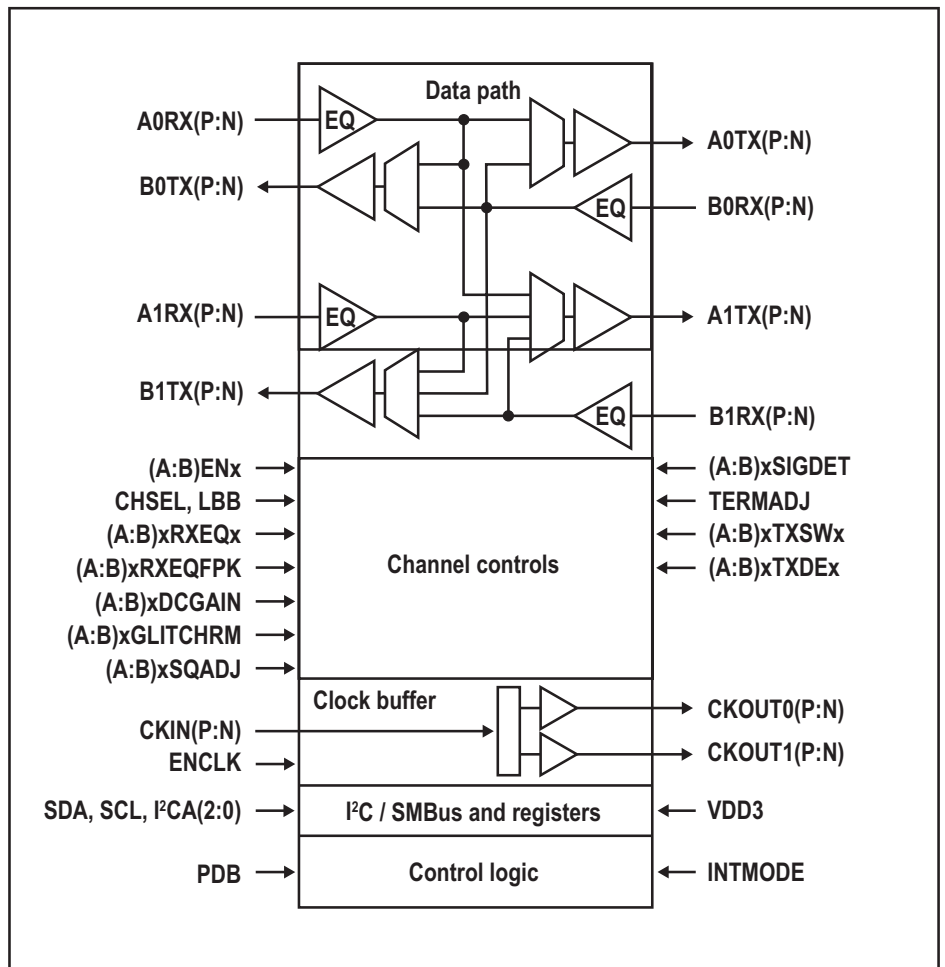 Data path
A0RX(P:N)
EQ
A0TX(P:N)
B0TX(P:N)
EQ
B0RX(P:N)
A1RX(P:N)
EQ
A1TX(P:N)
B1TX(P:N)
EQ
B1RX(P:N)
(A:B)ENx
CHSEL, LBB
(A:B)xRXEQx
(A:B)xRXEQFPK
(A:B)xDCGAIN
(A:B)xGLITCHRM
(A:B)xSQADJ
Channel controls
(A:B)xSIGDET
TERMADJ
(A:B)xTXSWx
(A:B)xTXDEx
Clock buffer
CKIN(P:N)
ENCLK
CKOUT0(P:N)
CKOUT1(P:N)
SDA, SCL, I²CA(2:0)
I²C / SMBus and registers
VDD3
PDB
Control logic
INTMODE